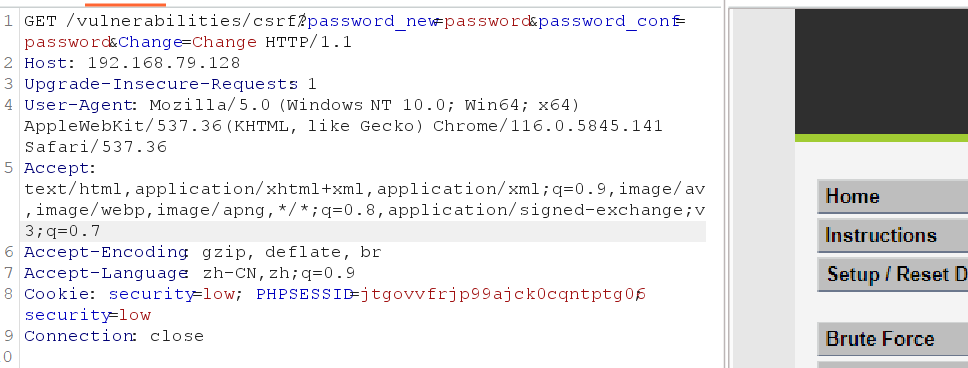 1 GET /vulnerabilities/csrf/?password_new=password&password_conf=
password&Change=Change HTTP/1.1
2 Host: 192.168.79.128
3 Upgrade-Insecure-Requests: 1
4 User-Agent: Mozilla/5.0 (Windows NT 10.0; Win64; x64)
AppleWebKit/537.36 (KHTML, like Gecko) Chrome/116.0.5845.141
Safari/537.36
5 Accept:
text/html,application/xhtml+xml,application/xml;q=0.9,image/av
,image/webp,image/apng,*/*;q=0.8,application/signed-exchange;v
3;q=0.7
6 Accept-Encoding: gzip, deflate, br
7 Accept-Language: zh-CN,zh;q=0.9
8 Cookie: security=low; PHPSESSID=jtgovvfrjp99ajck0cqntptg06;
security=low
9 Connection: close
0
Home
Instructions
Setup / Reset D
Brute Force